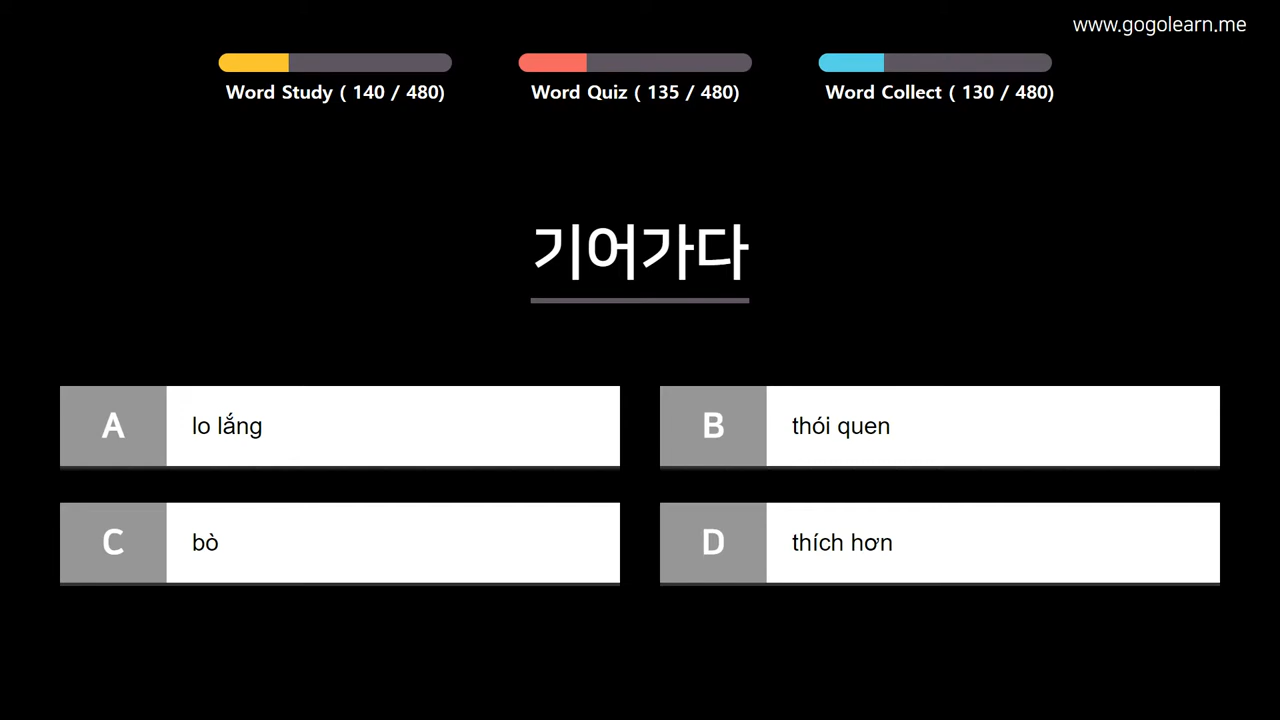 www.gogolearn.me
Word Study ( 140 / 480)
Word Quiz ( 135 / 480)
Word Collect ( 130 / 480)
기어가다
A lo lắng
B thói quen
C bò
D thích hơn